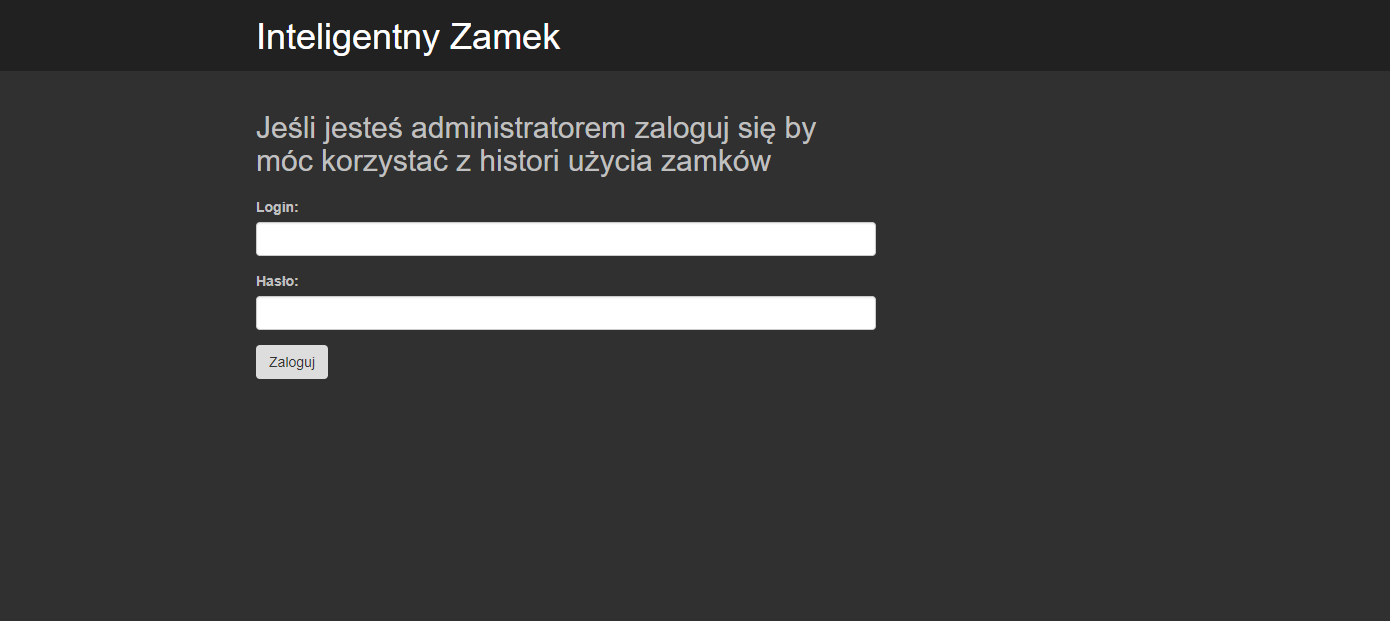 Inteligentny Zamek
Jeśli jesteś administratorem zaloguj się by
móc korzystać z histori użycia zamków
Login:
Hasło:
Zaloguj